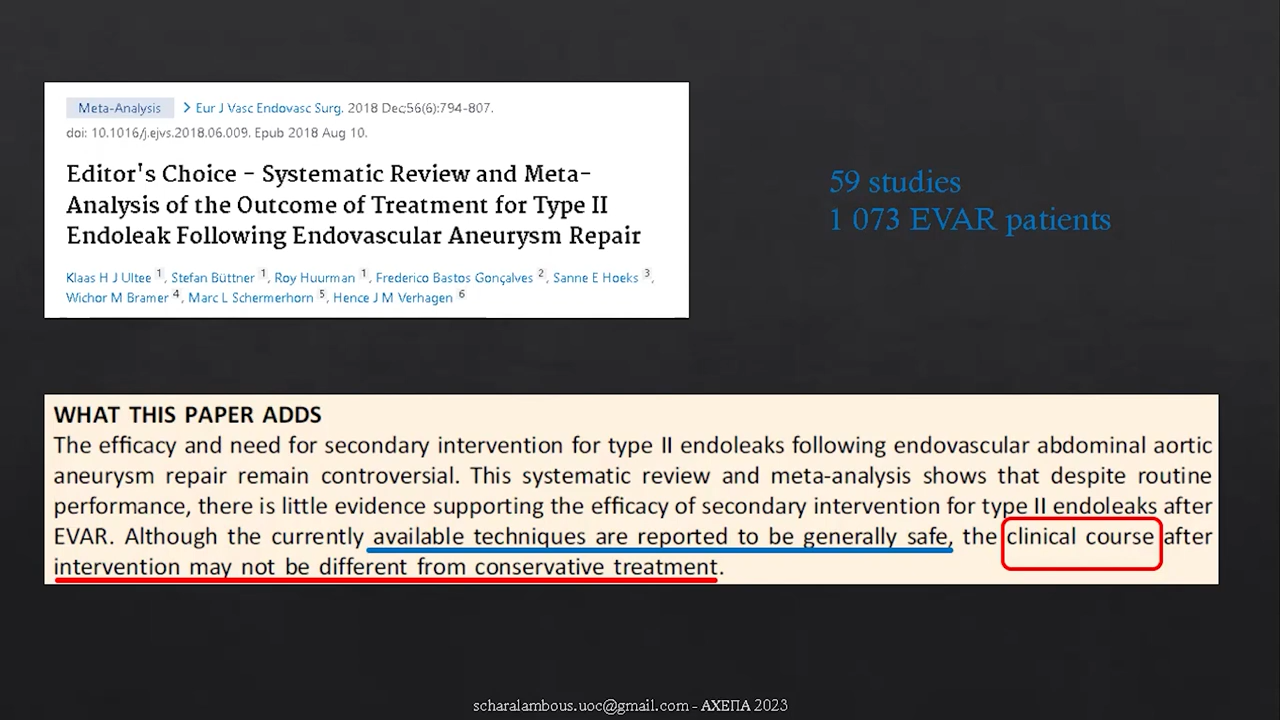 Meta-Analysis > Eur J Vasc Endovasc Surg. 2018 Dec;56(6):794-807.
doi: 10.1016/j.ejvs.2018.06.009. Epub 2018 Aug 10.
Editor's Choice - Systematic Review and Meta-
Analysis of the Outcome of Treatment for Type II
Endoleak Following Endovascular Aneurysm Repair
Klaas H J Ultee 1, Stefan Büttner 1, Roy Huurman 1, Frederico Bastos Gonçalves 2, Sanne E Hoeks 3,
Wichor M Bramer 4, Marc L Schermerhorn 5, Hence J M Verhagen 6
59 studies
1 073 EVAR patients
WHAT THIS PAPER ADDS
The efficacy and need for secondary intervention for type II endoleaks following endovascular abdominal aortic
aneurysm repair remain controversial. This systematic review and meta-analysis shows that despite routine
performance, there is little evidence supporting the efficacy of secondary intervention for type II endoleaks after
EVAR. Although the currently available techniques are reported to be generally safe, the clinical course after
intervention may not be different from conservative treatment.
scharalambous.uoc@gmail.com - ΑΧΕΠΑ 2023